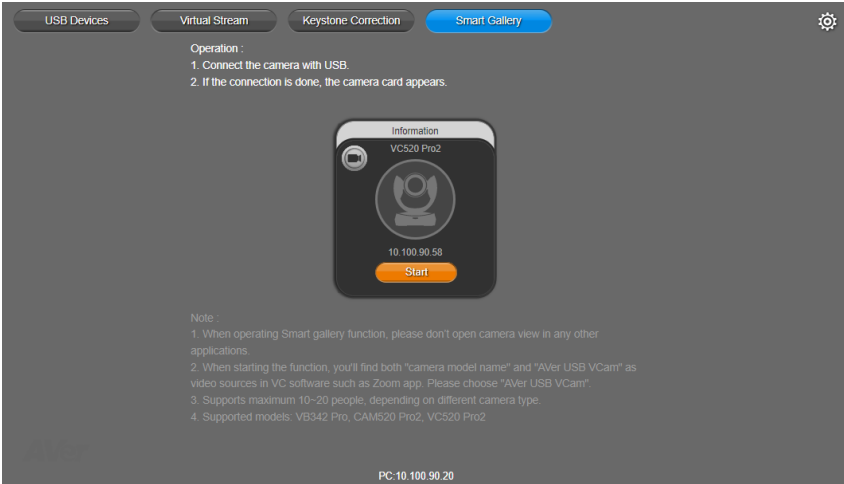 USB Devices
Virtual Stream
Keystone Correction
Smart Gallery
Operation :
1. Connect the camera with USB.
2. If the connection is done, the camera card appears.
Information
VC520 Pro2
10.100.90.58
Start
Note :
1. When operating Smart gallery function, please don't open camera view in any other
applications.
2. When starting the function, you'll find both "camera model name" and "AVer USB VCam" as
video sources in VC software such as Zoom app. Please choose "AVer USB VCam".
3. Supports maximum 10~20 people, depending on different camera type.
4. Supported models: VB342 Pro, CAM520 Pro2, VC520 Pro2
AVer
PC:10.100.90.20